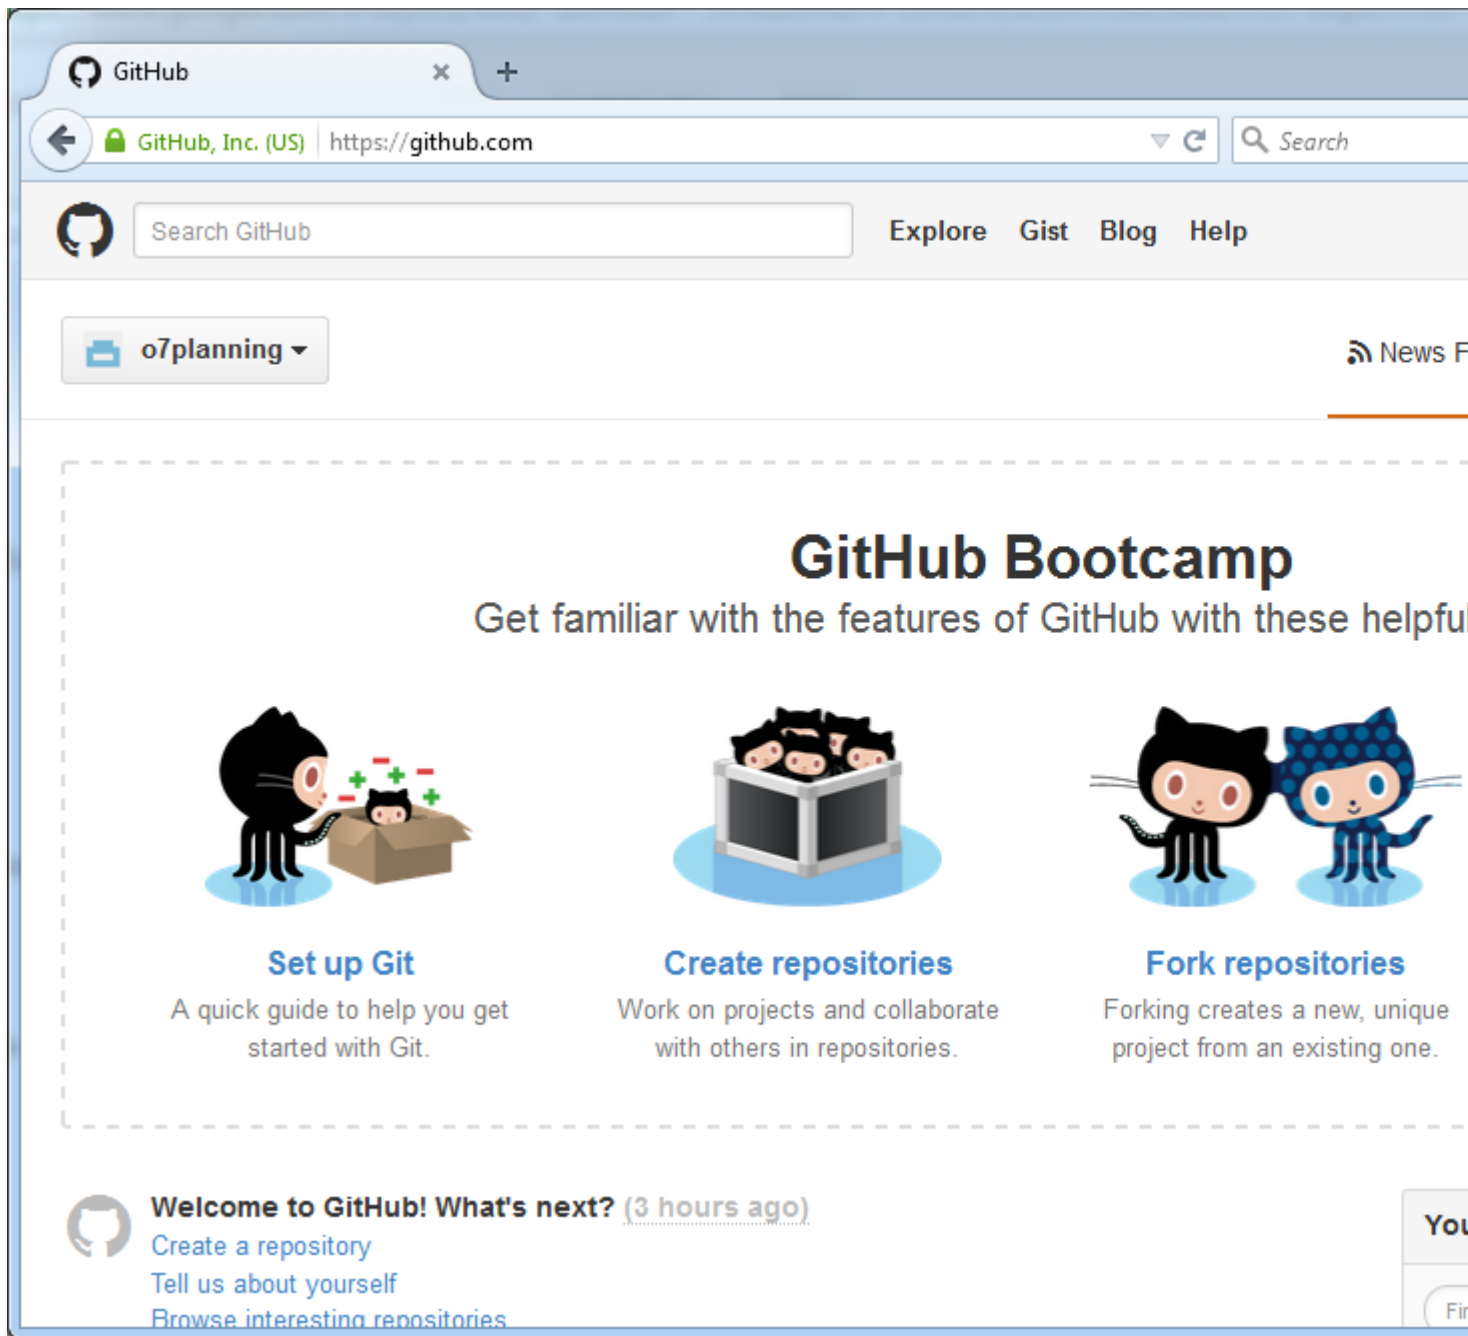 GitHub
GitHub, Inc. (US) https://github.com
Search
Search GitHub
Explore Gist Blog Help
o7planning
News F
GitHub Bootcamp
Get familiar with the features of GitHub with these helpful
Set up Git
A quick guide to help you get
started with Git.
Create repositories
Work on projects and collaborate
with others in repositories.
Fork repositories
Forking creates a new, unique
project from an existing one.
Welcome to GitHub! What's next? (3 hours ago)
Create a repository
Tell us about yourself
Browse interesting repositories
You
Fin